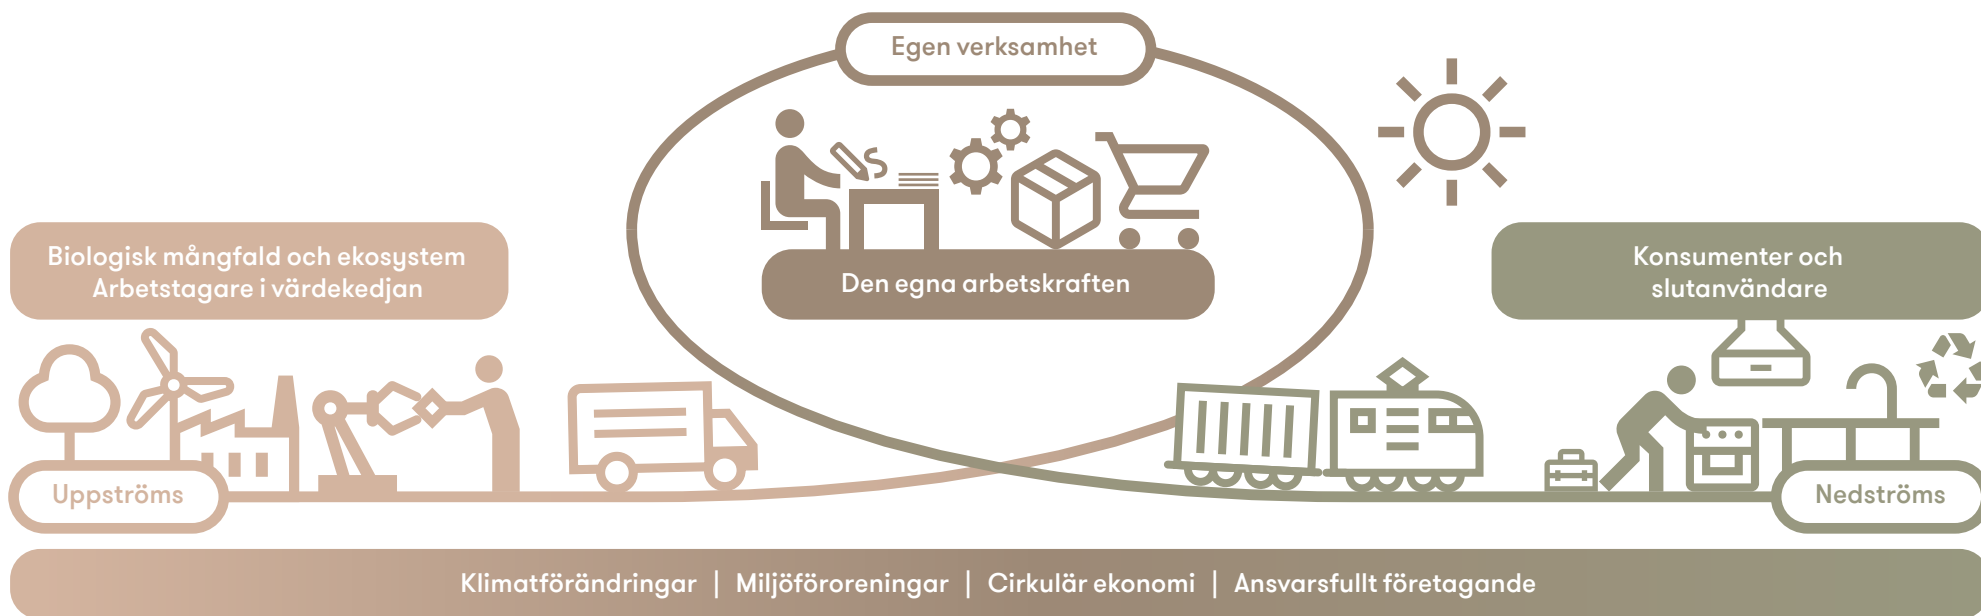 Egen verksamhet
Biologisk mångfald och ekosystem
Arbetstagare i värdekedjan
Den egna arbetskraften
Konsumenter och
slutanvändare
Uppströms
Nedströms
Klimatförändringar | Miljöföroreningar | Cirkulär ekonomi | Ansvarsfullt företagande